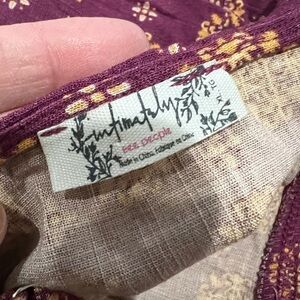 intimately
FREE PEOPLE
Made in China. Fabriqué en Chine